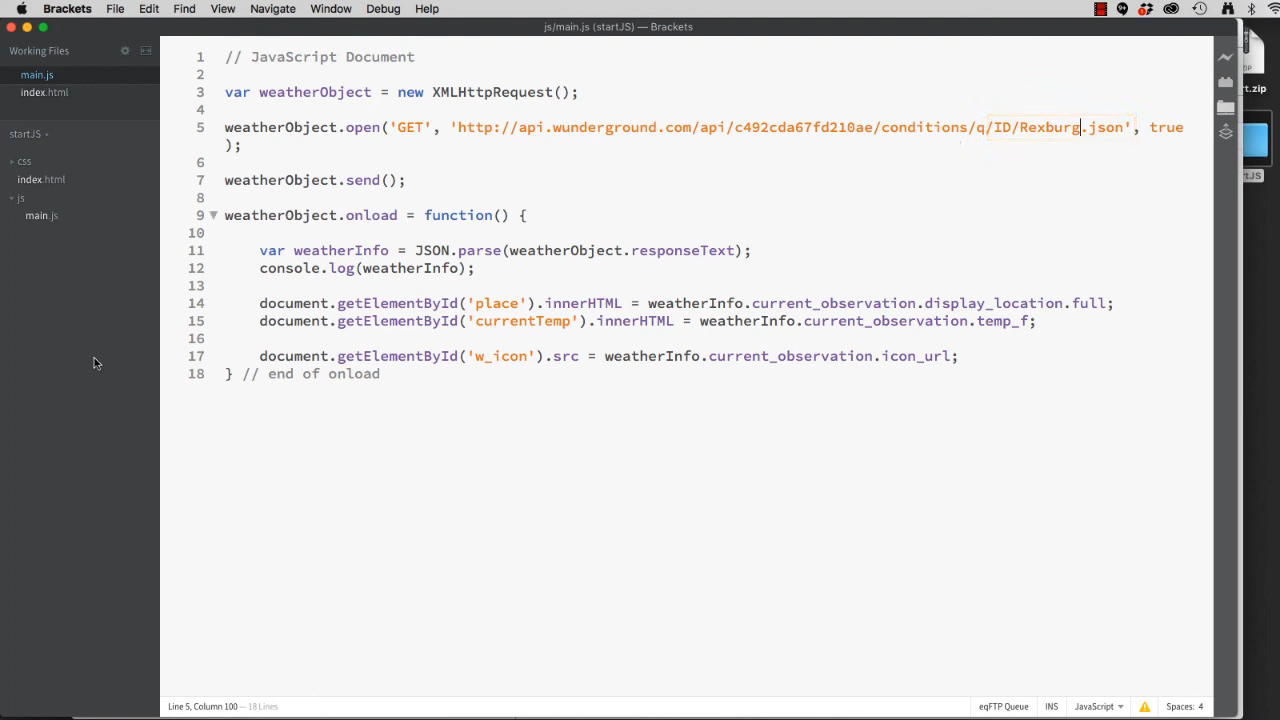 Brackets File Edit Find View Navigate Window Debug Help
js/main.js (startJS) — Brackets
Working Files
main.js
index.html
startJS
css
index.html
js
main.js
1 // JavaScript Document
2
3 var weatherObject = new XMLHttpRequest();
4
5 weatherObject.open('GET', 'http://api.wunderground.com/api/c492cda67fd210ae/conditions/q/ID/Rexburg.json', true
);
6
7 weatherObject.send();
8
9 weatherObject.onload = function() {
10
11 var weatherInfo = JSON.parse(weatherObject.responseText);
12 console.log(weatherInfo);
13
14 document.getElementById('place').innerHTML = weatherInfo.current_observation.display_location.full;
15 document.getElementById('currentTemp').innerHTML = weatherInfo.current_observation.temp_f;
16
17 document.getElementById('w_icon').src = weatherInfo.current_observation.icon_url;
18 } // end of onload
Line 5, Column 100 — 18 Lines
eqFTP Queue INS JavaScript Spaces: 4